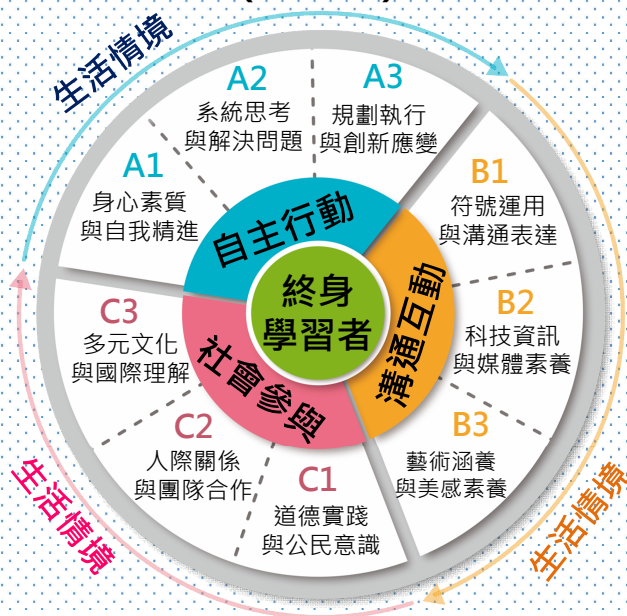 生活情境
A1
身心素質
與自我精進
A2
系統思考
與解決問題
A3
規劃執行
與創新應變
B1
符號運用
與溝通表達
B2
科技資訊
與媒體素養
B3
藝術涵養
與美感素養
C1
道德實踐
與公民意識
C2
人際關係
與團隊合作
C3
多元文化
與國際理解
自主行動
溝通互動
社會參與
終身
學習者
生活情境
生活情境